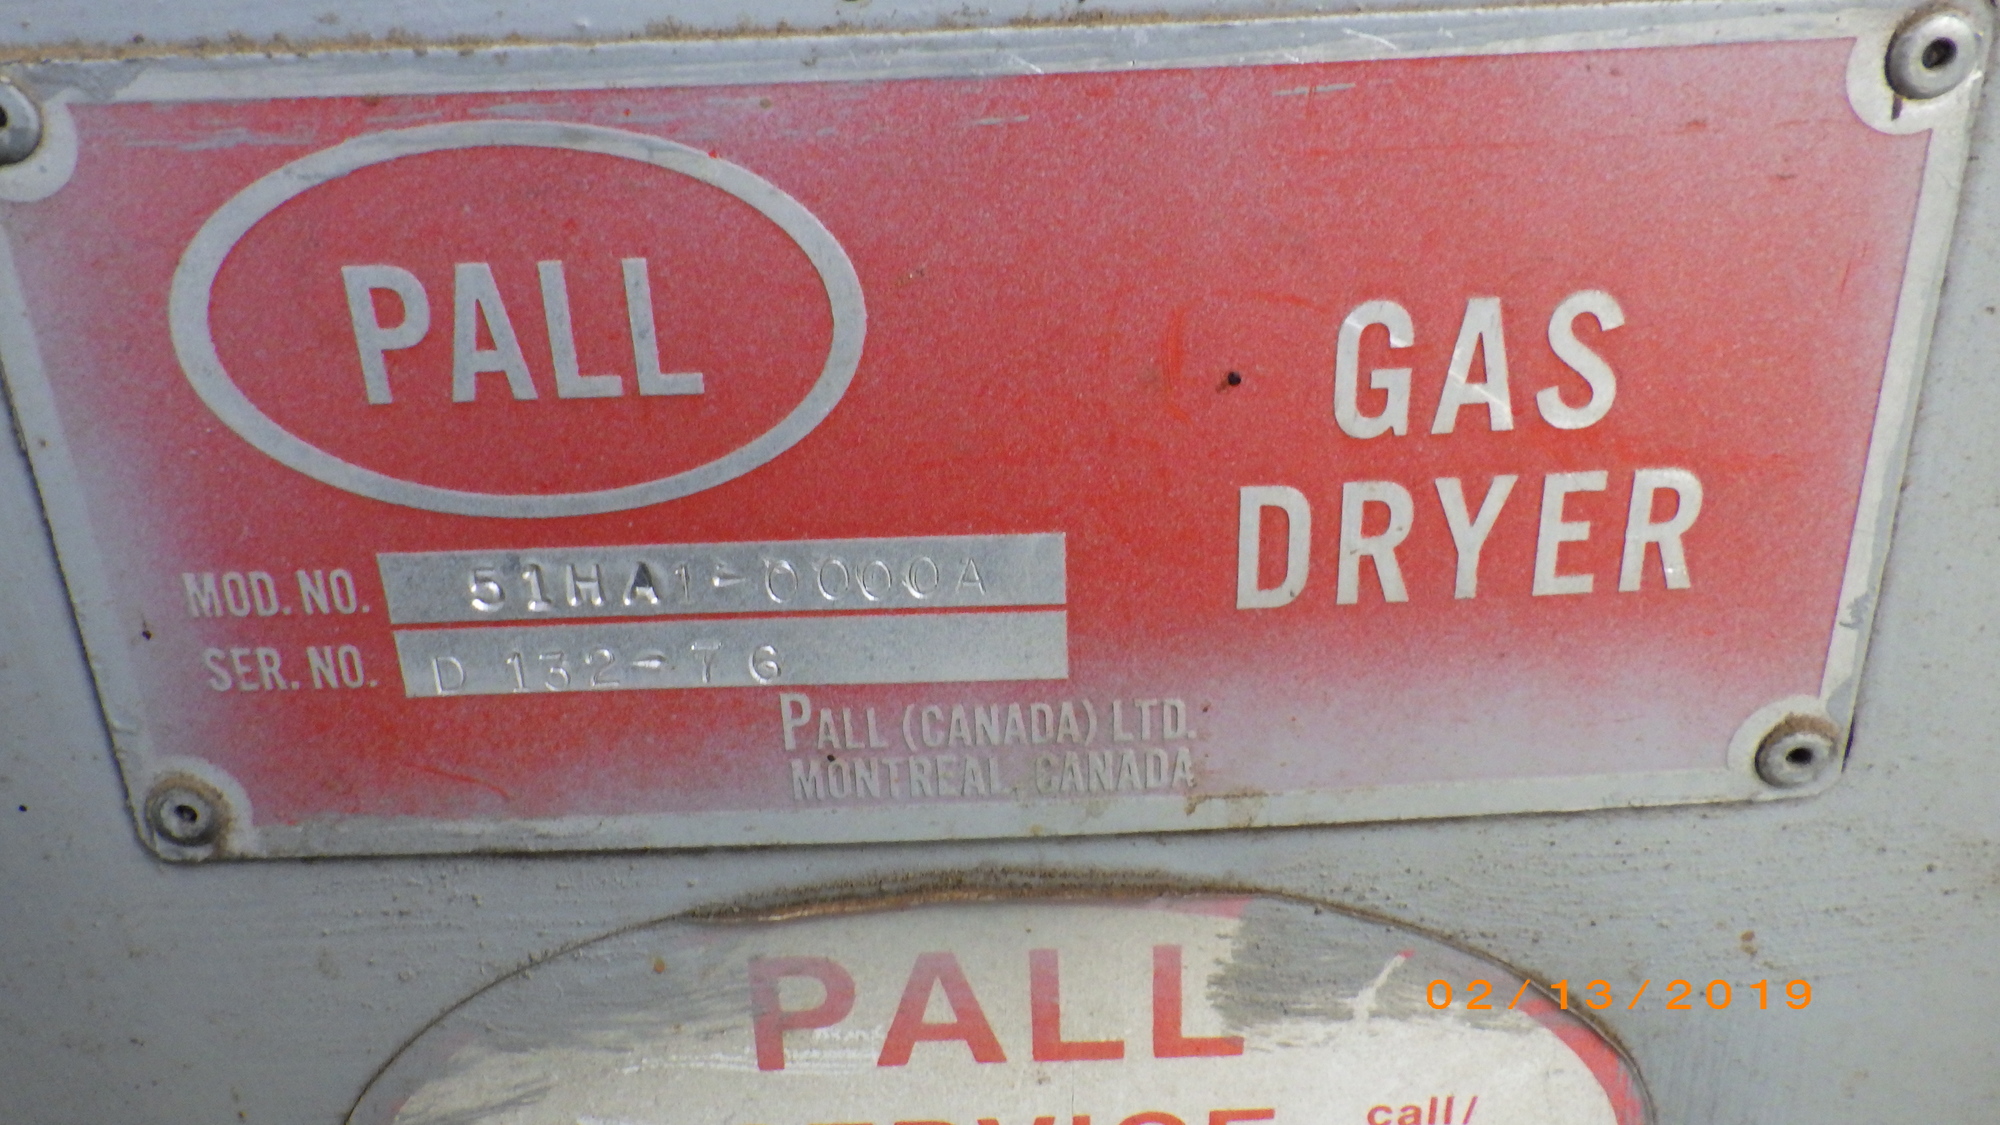 PALL
GAS
DRYER
MOD. NO. 51HA1-0000A
SER. NO. D 132-76
PALL (CANADA) LTD.
MONTREAL CANADA
PALL
02/13/2019
SERVICE
call/